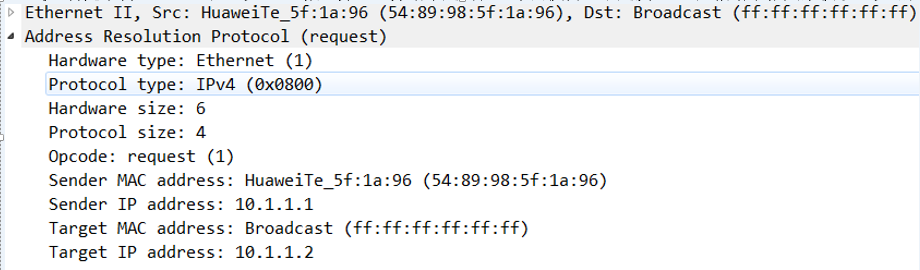 Ethernet II, Src: HuaweiTe_5f:1a:96 (54:89:98:5f:1a:96), Dst: Broadcast (ff:ff:ff:ff:ff:ff)
Address Resolution Protocol (request)
Hardware type: Ethernet (1)
Protocol type: IPv4 (0x0800)
Hardware size: 6
Protocol size: 4
Opcode: request (1)
Sender MAC address: HuaweiTe_5f:1a:96 (54:89:98:5f:1a:96)
Sender IP address: 10.1.1.1
Target MAC address: Broadcast (ff:ff:ff:ff:ff:ff)
Target IP address: 10.1.1.2